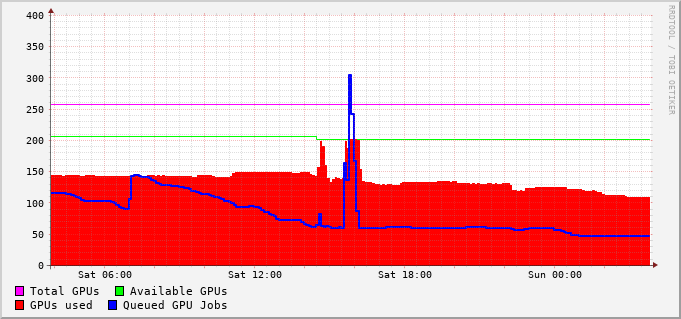 400
350
300
250
200
150
100
50
0
Sat 06:00 Sat 12:00 Sat 18:00 Sun 00:00
Total GPUs Available GPUs
GPUs used Queued GPU Jobs
RRDTOOL / TOBI OETIKER